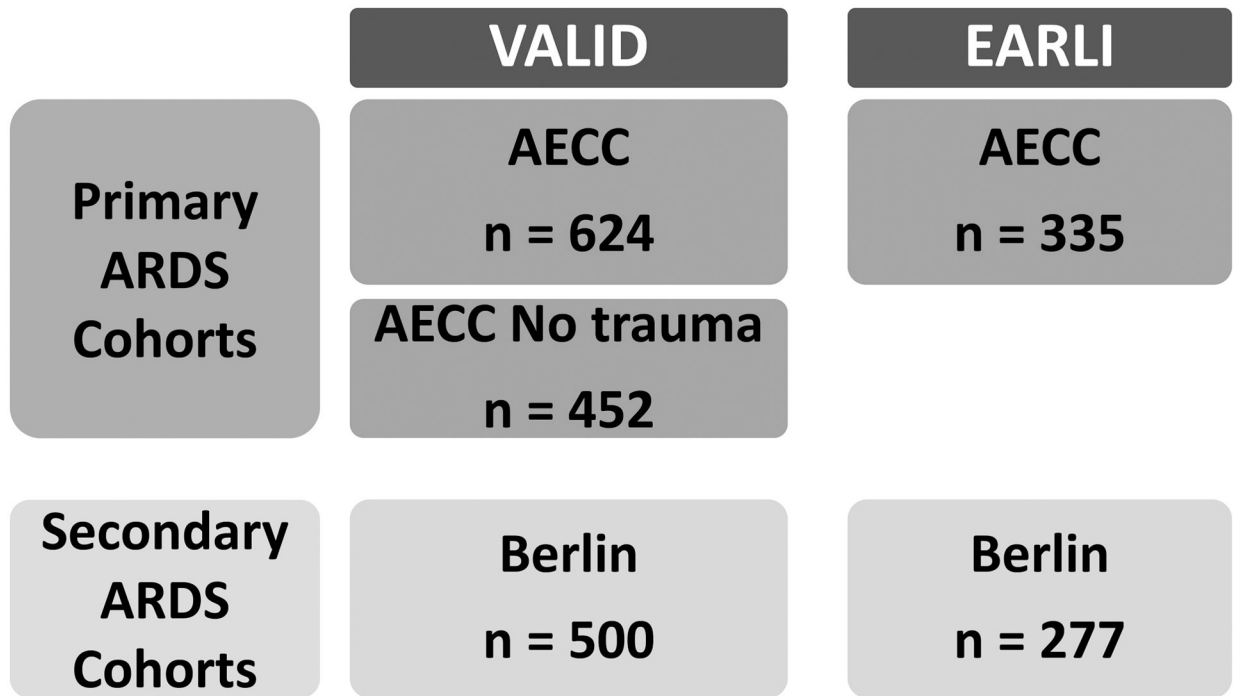 VALID
EARLI
Primary
ARDS
Cohorts
AECC
n = 624
AECC
n = 335
AECC No trauma
n = 452
Secondary
ARDS
Cohorts
Berlin
n = 500
Berlin
n = 277